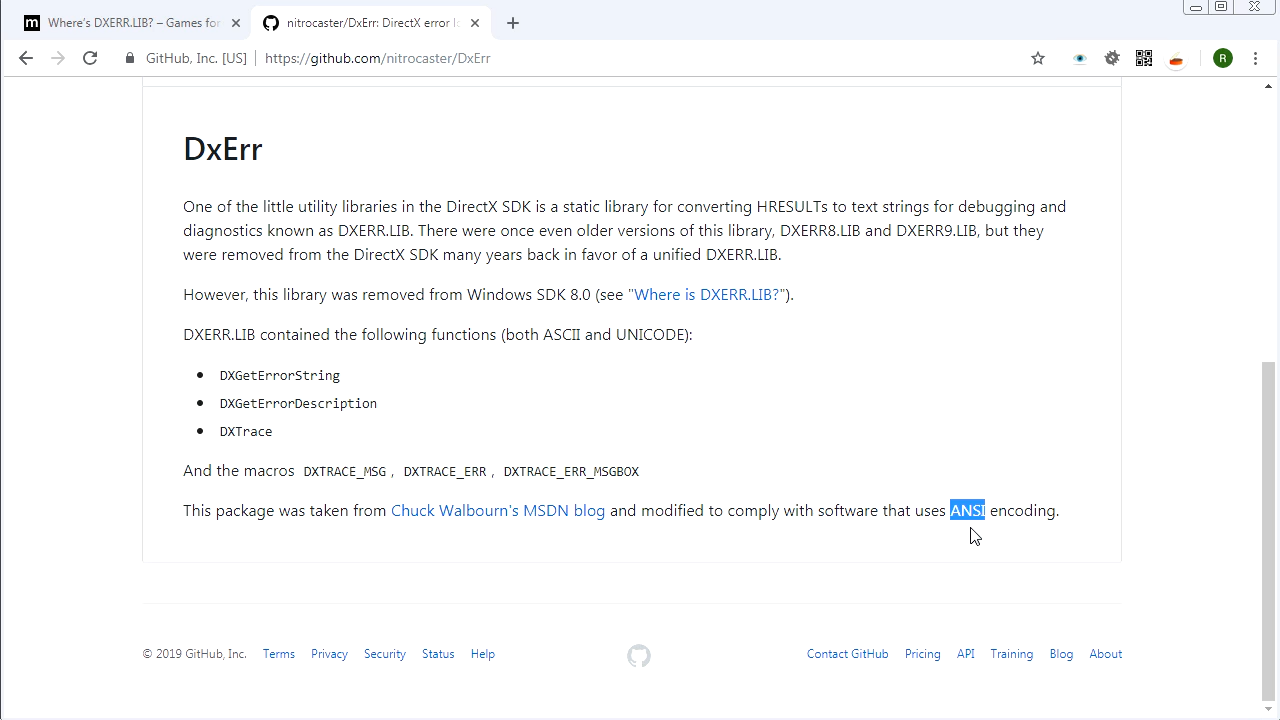 Where's DXERR.LIB? – Games for
nitrocaster/DxErr: DirectX error l
GitHub, Inc. [US]
https://github.com/nitrocaster/DxErr
R
DxErr
One of the little utility libraries in the DirectX SDK is a static library for converting HRESULTs to text strings for debugging and
diagnostics known as DXERR.LIB. There were once even older versions of this library, DXERR8.LIB and DXERR9.LIB, but they
were removed from the DirectX SDK many years back in favor of a unified DXERR.LIB.
However, this library was removed from Windows SDK 8.0 (see "Where is DXERR.LIB?").
DXERR.LIB contained the following functions (both ASCII and UNICODE):
DXGetErrorString
DXGetErrorDescription
DXTrace
And the macros DXTRACE_MSG , DXTRACE_ERR , DXTRACE_ERR_MSGBOX
This package was taken from Chuck Walbourn's MSDN blog and modified to comply with software that uses ANSI encoding.
© 2019 GitHub, Inc. Terms Privacy Security Status Help
Contact GitHub Pricing API Training Blog About